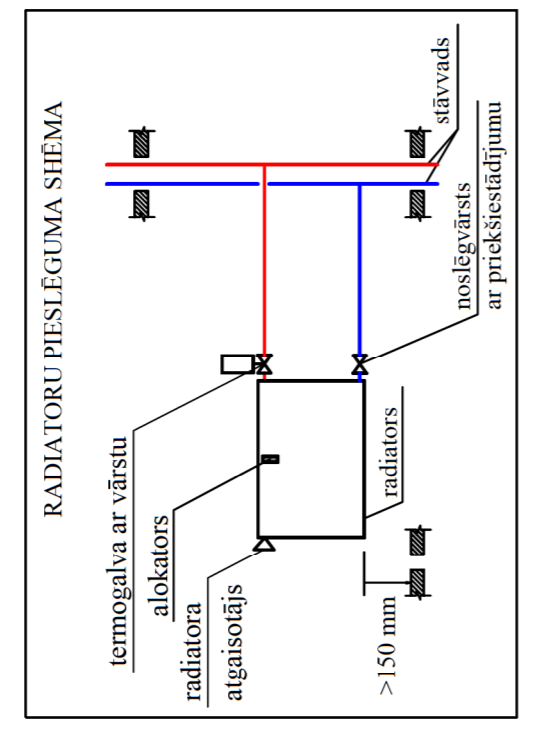 RADIATORU PIESLĒGUMA SHĒMA
termogalva ar vārstu
alokators
radiatora
atgaisotājs
>150 mm
radiators
noslēgvārsts
ar priekšiestādījumu
stāvvads